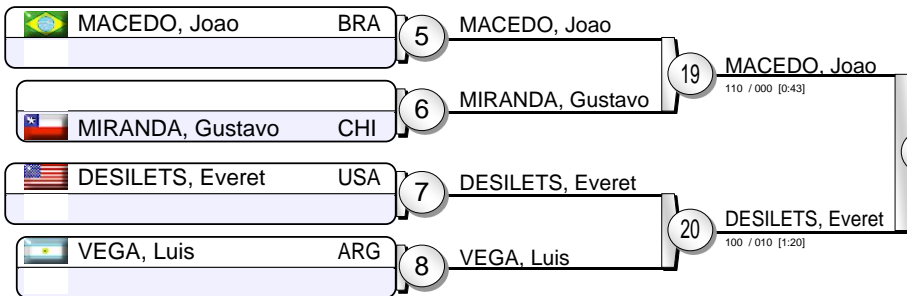 MACEDO, Joao BRA
5
MACEDO, Joao
19
MACEDO, Joao
110 / 000 [0:43]
6
MIRANDA, Gustavo
MIRANDA, Gustavo CHI
DESILETS, Everet USA
7
DESILETS, Everet
20
DESILETS, Everet
100 / 010 [1:20]
VEGA, Luis ARG
8
VEGA, Luis